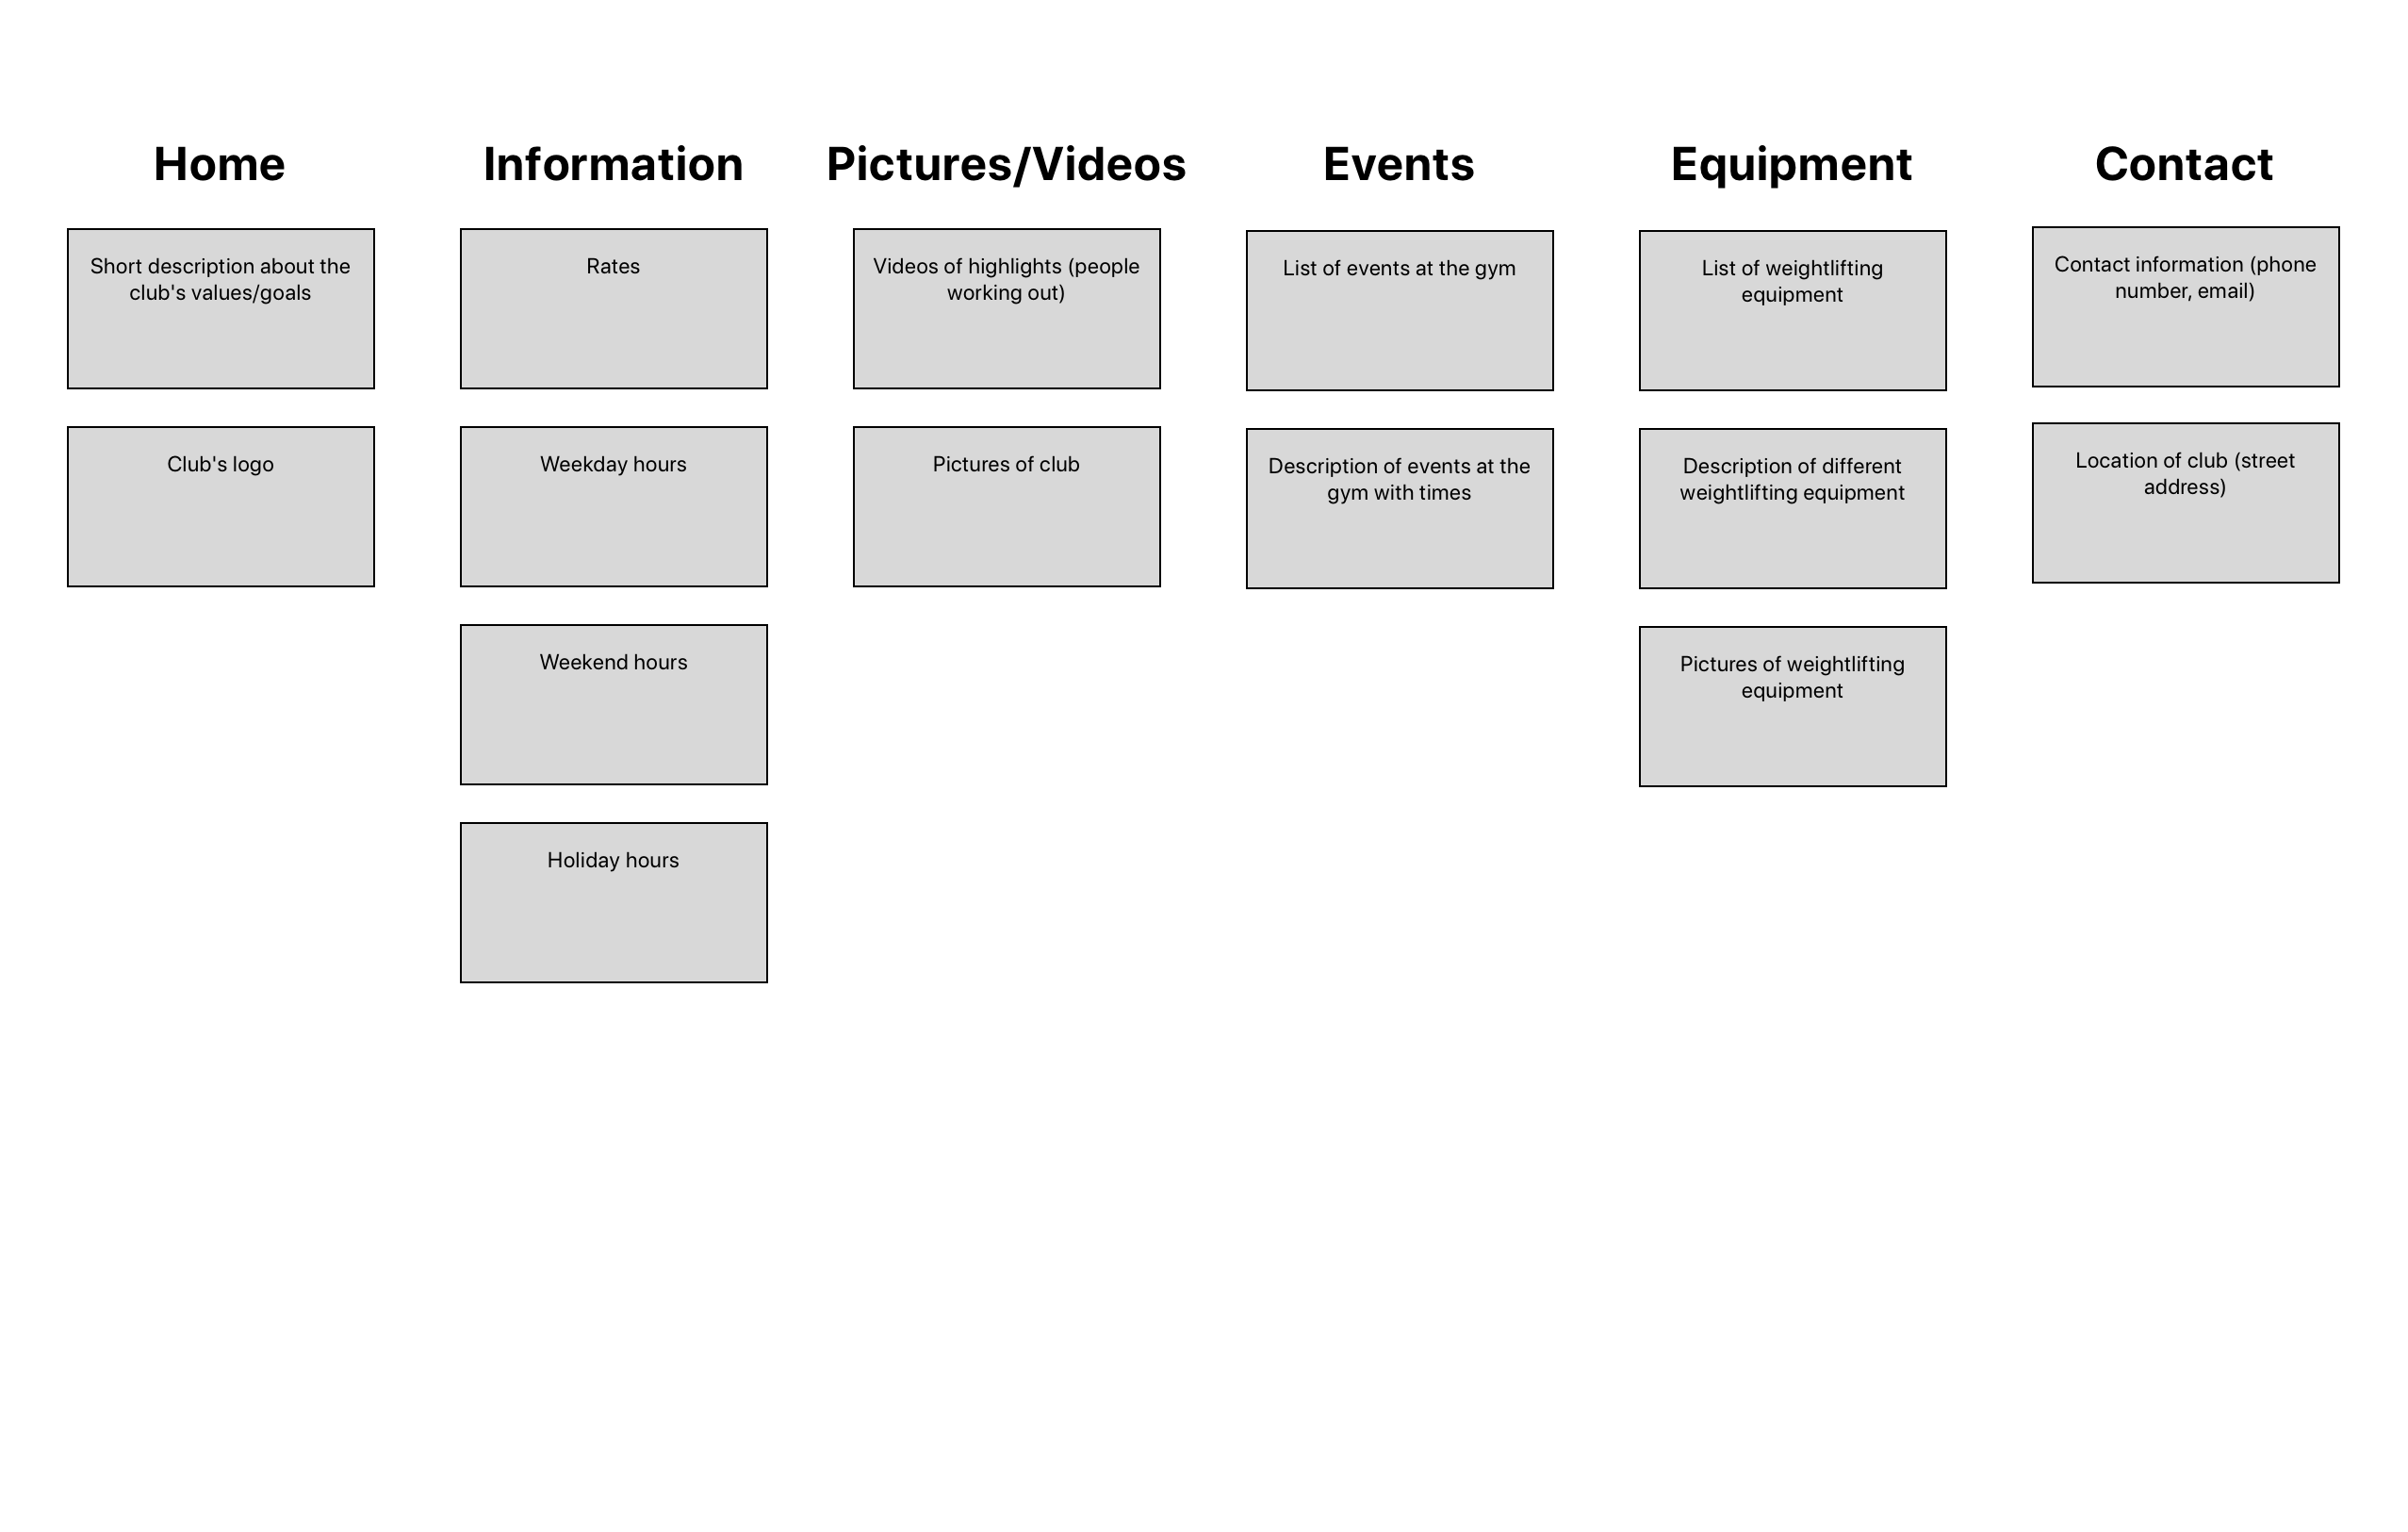 Home
Short description about the
club's values/goals
Club's logo
Information
Rates
Weekday hours
Weekend hours
Holiday hours
Pictures/Videos
Videos of highlights (people
working out)
Pictures of club
Events
List of events at the gym
Description of events at the
gym with times
Equipment
List of weightlifting
equipment
Description of different
weightlifting equipment
Pictures of weightlifting
equipment
Contact
Contact information (phone
number, email)
Location of club (street
address)